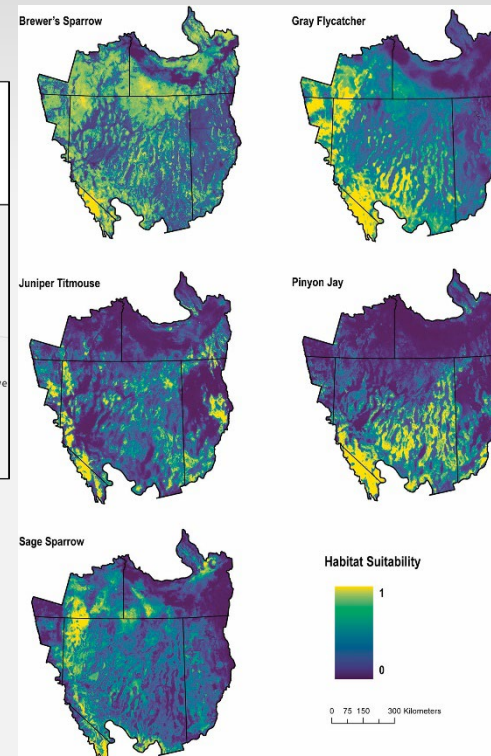 Brewer's Sparrow
Gray Flycatcher
Juniper Titmouse
Pinyon Jay
Sage Sparrow
Habitat Suitability
1
0
0 75 150 300 Kilometers